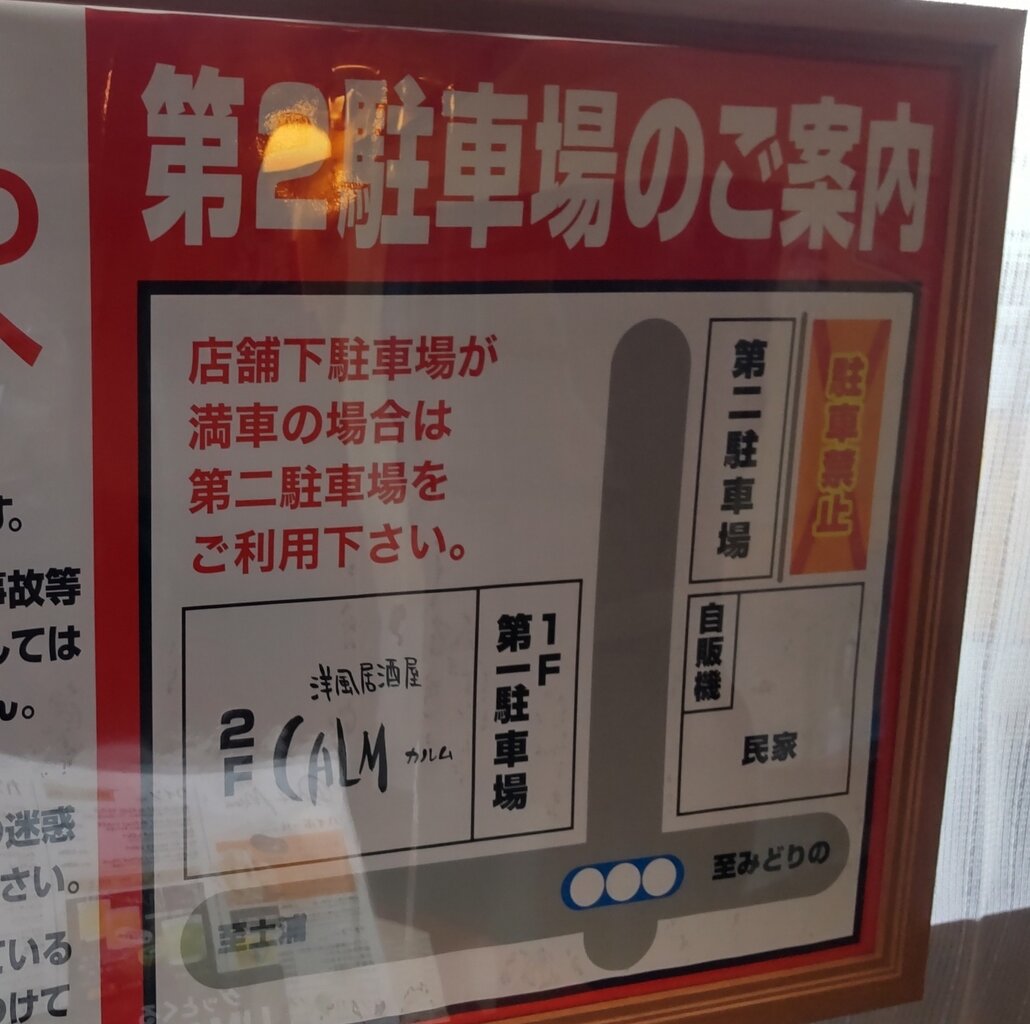 第2駐車場のご案内
店舗下駐車場が
満車の場合は
第二駐車場を
ご利用下さい。
第二駐車場
駐車禁止
自販機
民家
1F
第一駐車場
洋風居酒屋
2F
CALM カルム
至みどりの
至土浦
す。
事故等
しては
ん。
迷惑
さい。
ている
つけて